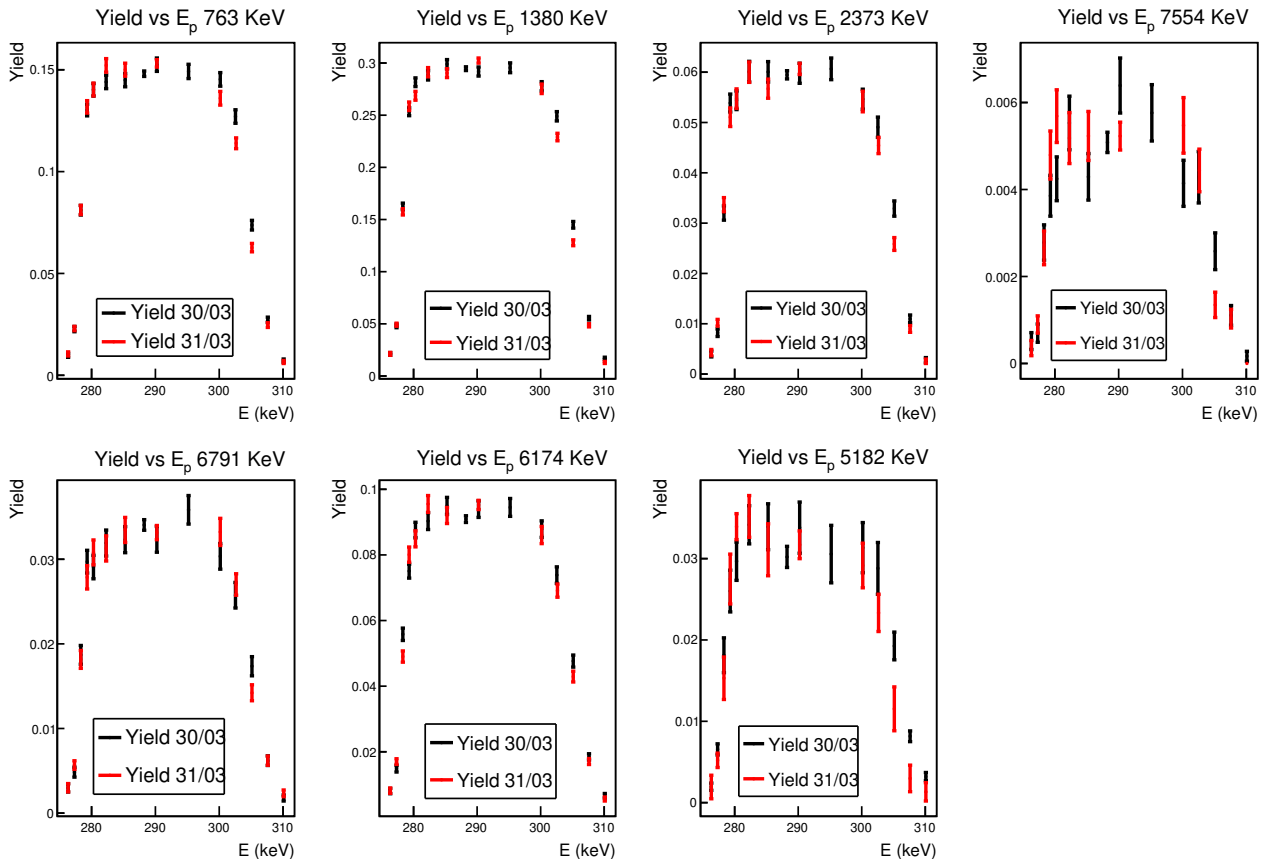 Yield vs Ep 763 KeV
Yield
0.15
0.1
0.05
0
Yield 30/03
Yield 31/03
280 290 300 310
E (keV)
Yield vs Ep 1380 KeV
Yield
0.3
0.25
0.2
0.15
0.1
0.05
0
Yield 30/03
Yield 31/03
280 290 300 310
E (keV)
Yield vs Ep 2373 KeV
Yield
0.06
0.05
0.04
0.03
0.02
0.01
0
Yield 30/03
Yield 31/03
280 290 300 310
E (keV)
Yield vs Ep 7554 KeV
Yield
0.006
0.004
0.002
0
Yield 30/03
Yield 31/03
280 290 300 310
E (keV)
Yield vs Ep 6791 KeV
Yield
0.03
0.02
0.01
0
Yield 30/03
Yield 31/03
280 290 300 310
E (keV)
Yield vs Ep 6174 KeV
Yield
0.1
0.08
0.06
0.04
0.02
Yield 30/03
Yield 31/03
280 290 300 310
E (keV)
Yield vs Ep 5182 KeV
Yield
0.03
0.02
0.01
0
Yield 30/03
Yield 31/03
280 290 300 310
E (keV)